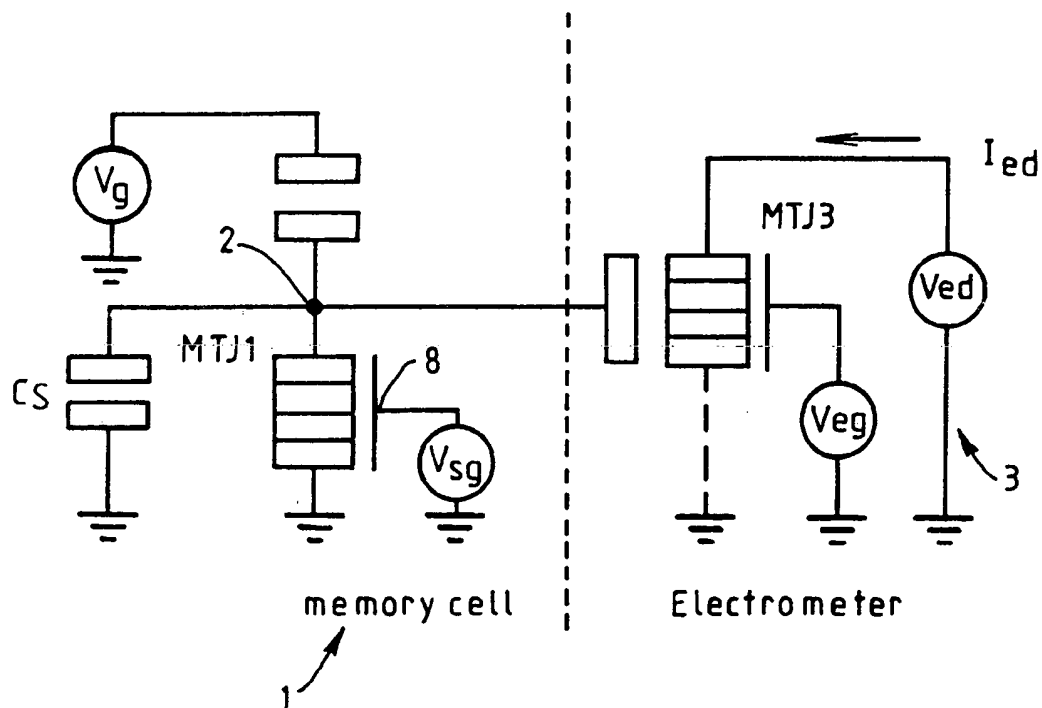 Vg
2
MTJ1
CS
8
Vsg
Ied
MTJ3
Ved
Veg
3
memory cell
Electrometer
1